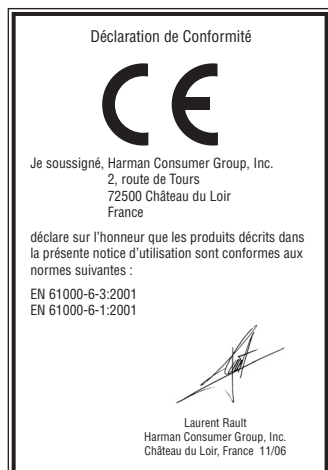 Déclaration de Conformité
CE
Je soussigné, Harman Consumer Group, Inc.
2, route de Tours
72500 Château du Loir
France
déclare sur l'honneur que les produits décrits dans
la présente notice d'utilisation sont conformes aux
normes suivantes :
EN 61000-6-3:2001
EN 61000-6-1:2001
Laurent Rault
Harman Consumer Group, Inc.
Château du Loir, France 11/06